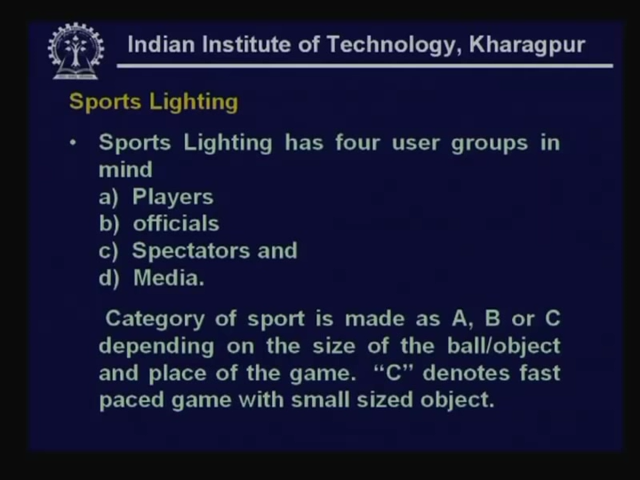 Indian Institute of Technology, Kharagpur
Sports Lighting
• Sports Lighting has four user groups in
mind
a) Players
b) officials
c) Spectators and
d) Media.
Category of sport is made as A, B or C
depending on the size of the ball/object
and place of the game. “C” denotes fast
paced game with small sized object.